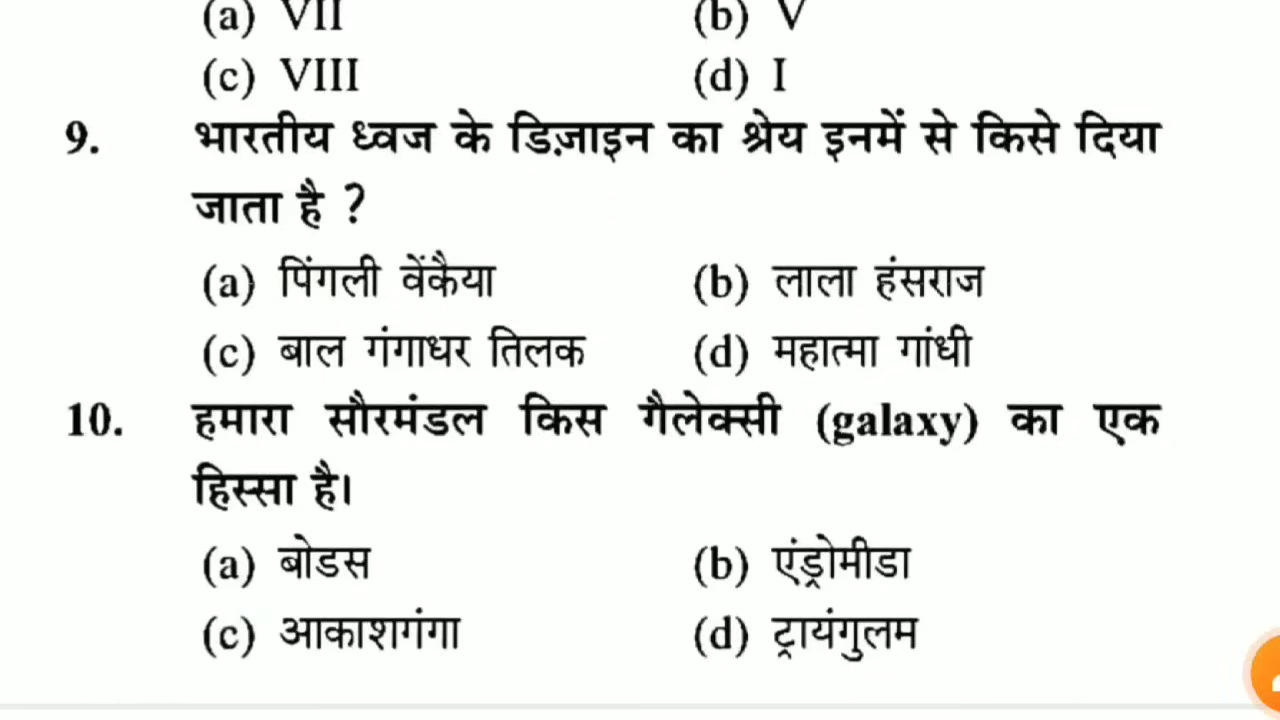 (a) VII (b) V
(c) VIII (d) I
9. भारतीय ध्वज के डिज़ाइन का श्रेय इनमें से किसे दिया
जाता है ?
(a) पिंगली वेंकैया (b) लाला हंसराज
(c) बाल गंगाधर तिलक (d) महात्मा गांधी
10. हमारा सौरमंडल किस गैलेक्सी (galaxy) का एक
हिस्सा है।
(a) बोडस (b) एंड्रोमीडा
(c) आकाशगंगा (d) ट्रायंगुलम